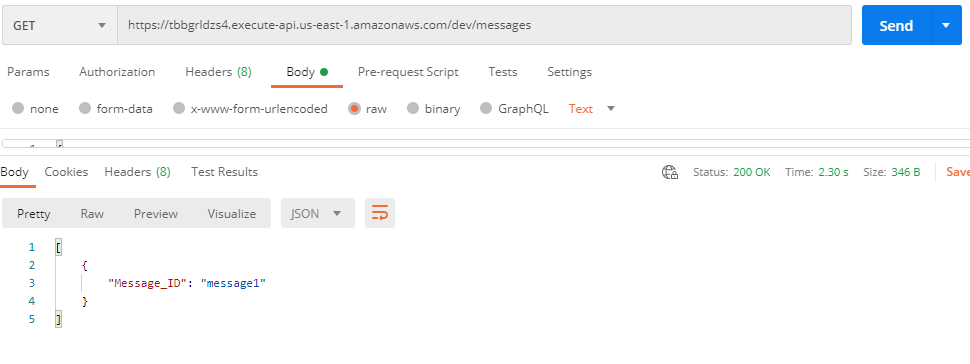 GET https://tbbgrldzs4.execute-api.us-east-1.amazonaws.com/dev/messages Send
Params Authorization Headers (8) Body Pre-request Script Tests Settings
none form-data x-www-form-urlencoded raw binary GraphQL Text
Body Cookies Headers (8) Test Results Status: 200 OK Time: 2.30 s Size: 346 B Save
Pretty Raw Preview Visualize JSON
1 [
2 {
3 "Message_ID": "message1"
4 }
5 ]